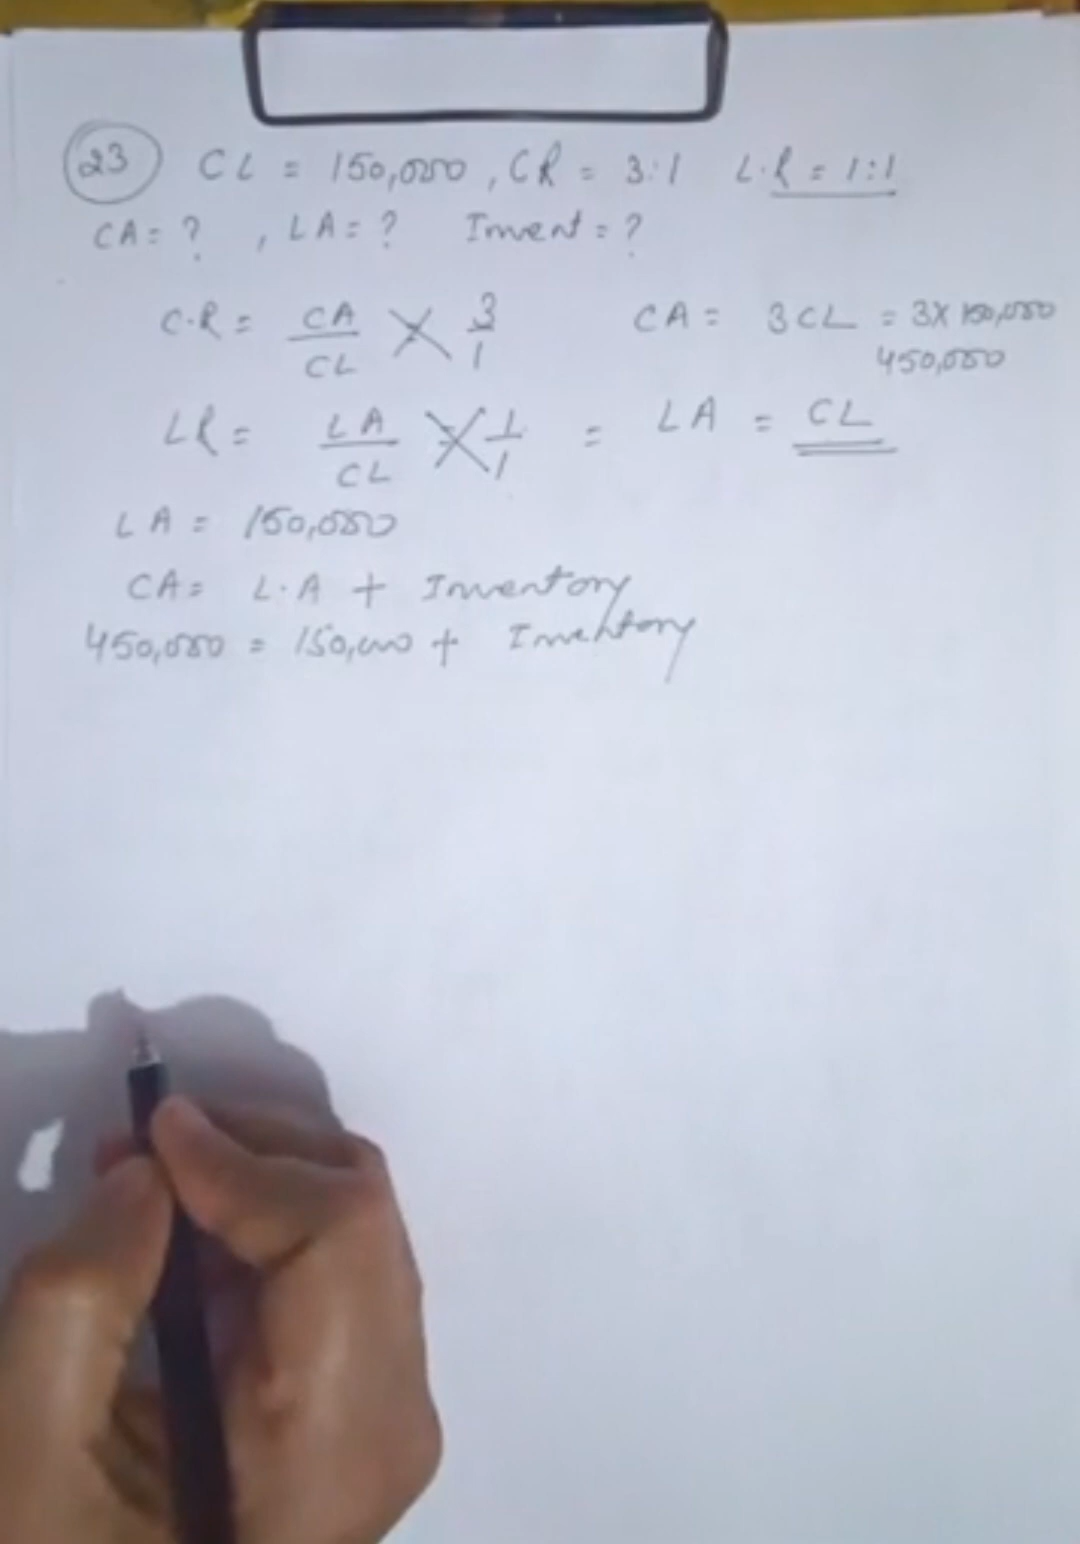 23 CL = 150,000, CR = 3:1 L.R = 1:1
CA = ?, LA = ? Invent = ?
C.R = CA/CL × 3/1 CA = 3CL = 3X150,000
450,000
LR = LA/CL × 1/1 = LA = CL
LA = 150,000
CA = L.A + Inventory
450,000 = 150,000 + Inventory